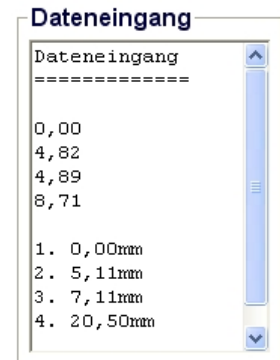 Dateneingang
Dateneingang
=============
0,00
4,82
4,89
8,71
1. 0,00mm
2. 5,11mm
3. 7,11mm
4. 20,50mm